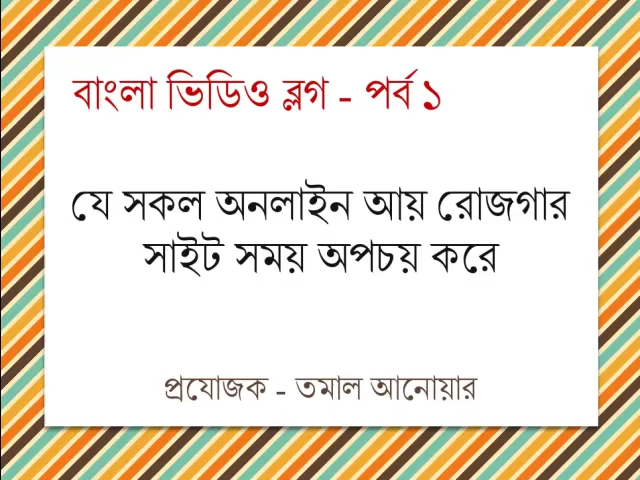 বাংলা ভিডিও ব্লগ - পর্ব ১
যে সকল অনলাইন আয় রোজগার
সাইট সময় অপচয় করে
প্রযোজক - তমাল আনোয়ার